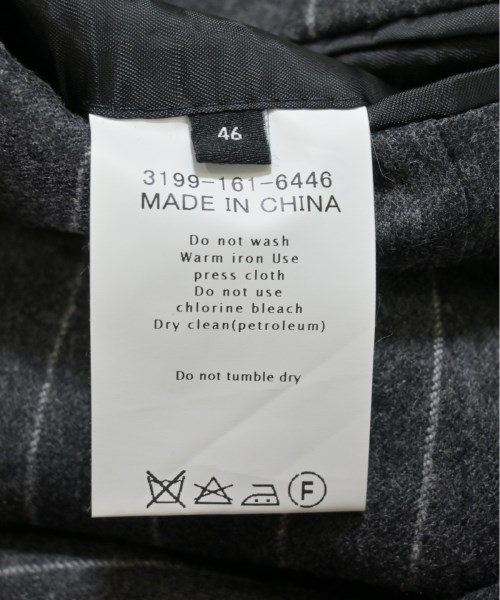 46
3199-161-6446
MADE IN CHINA
Do not wash
Warm iron Use
press cloth
Do not use
chlorine bleach
Dry clean(petroleum)
Do not tumble dry
F